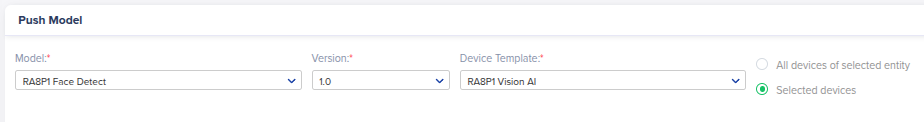 Push Model
Model:*
Version:*
Device Template:*
RA8P1 Face Detect
1.0
RA8P1 Vision AI
All devices of selected entity
Selected devices